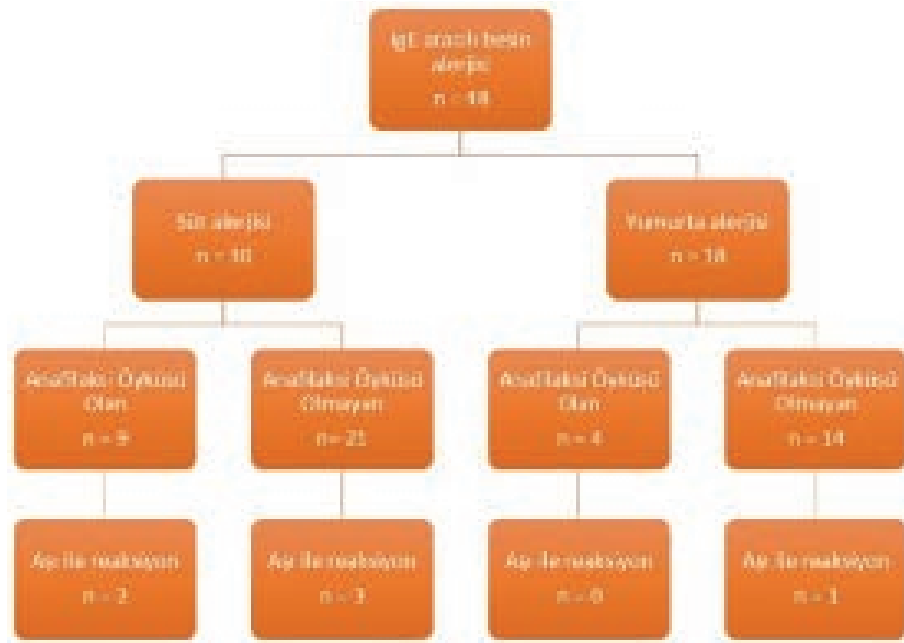 IgE aracılı besin
alerjisi
n = 48
Süt alerjisi
n = 30
Yumurta alerjisi
n = 18
Anafilaksi Öyküsü
Olan
n = 9
Anafilaksi Öyküsü
Olmayan
n= 21
Anafilaksi Öyküsü
Olan
n = 4
Anafilaksi Öyküsü
Olmayan
n = 14
Aşı ile reaksiyon
n = 2
Aşı ile reaksiyon
n = 3
Aşı ile reaksiyon
n = 0
Aşı ile reaksiyon
n = 1